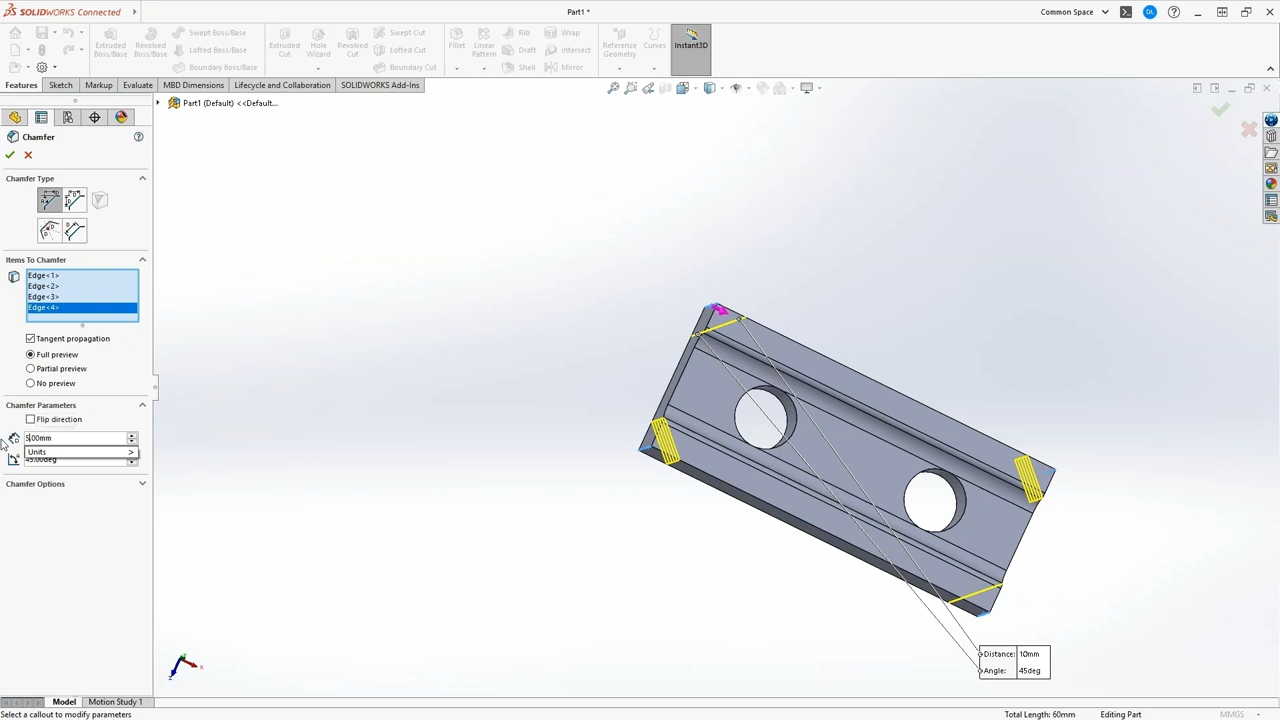 SOLIDWORKS Connected
Part1 *
Common Space
DL
Extruded Boss/Base
Revolved Boss/Base
Swept Boss/Base
Lofted Boss/Base
Boundary Boss/Base
Extruded Cut
Hole Wizard
Revolved Cut
Swept Cut
Lofted Cut
Boundary Cut
Fillet
Linear Pattern
Rib
Draft
Shell
Wrap
Intersect
Mirror
Reference Geometry
Curves
Instant3D
Features
Sketch
Markup
Evaluate
MBD Dimensions
Lifecycle and Collaboration
SOLIDWORKS Add-Ins
Part1 (Default) <<Default...
Chamfer
Chamfer Type
Items To Chamfer
Edge<1>
Edge<2>
Edge<3>
Edge<4>
Tangent propagation
Full preview
Partial preview
No preview
Chamfer Parameters
Flip direction
5.00mm
Units >
45.00deg
Chamfer Options
Distance: 10mm
Angle: 45deg
x
z
Model
Motion Study 1
Select a callout to modify parameters
Total Length: 60mm
Editing Part
MMGS